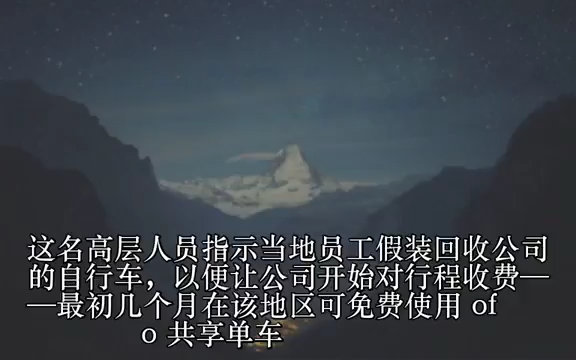 这名高层人员指示当地员工假装回收公司
的自行车，以便让公司开始对行程收费—
—最初几个月在该地区可免费使用 of
o 共享单车